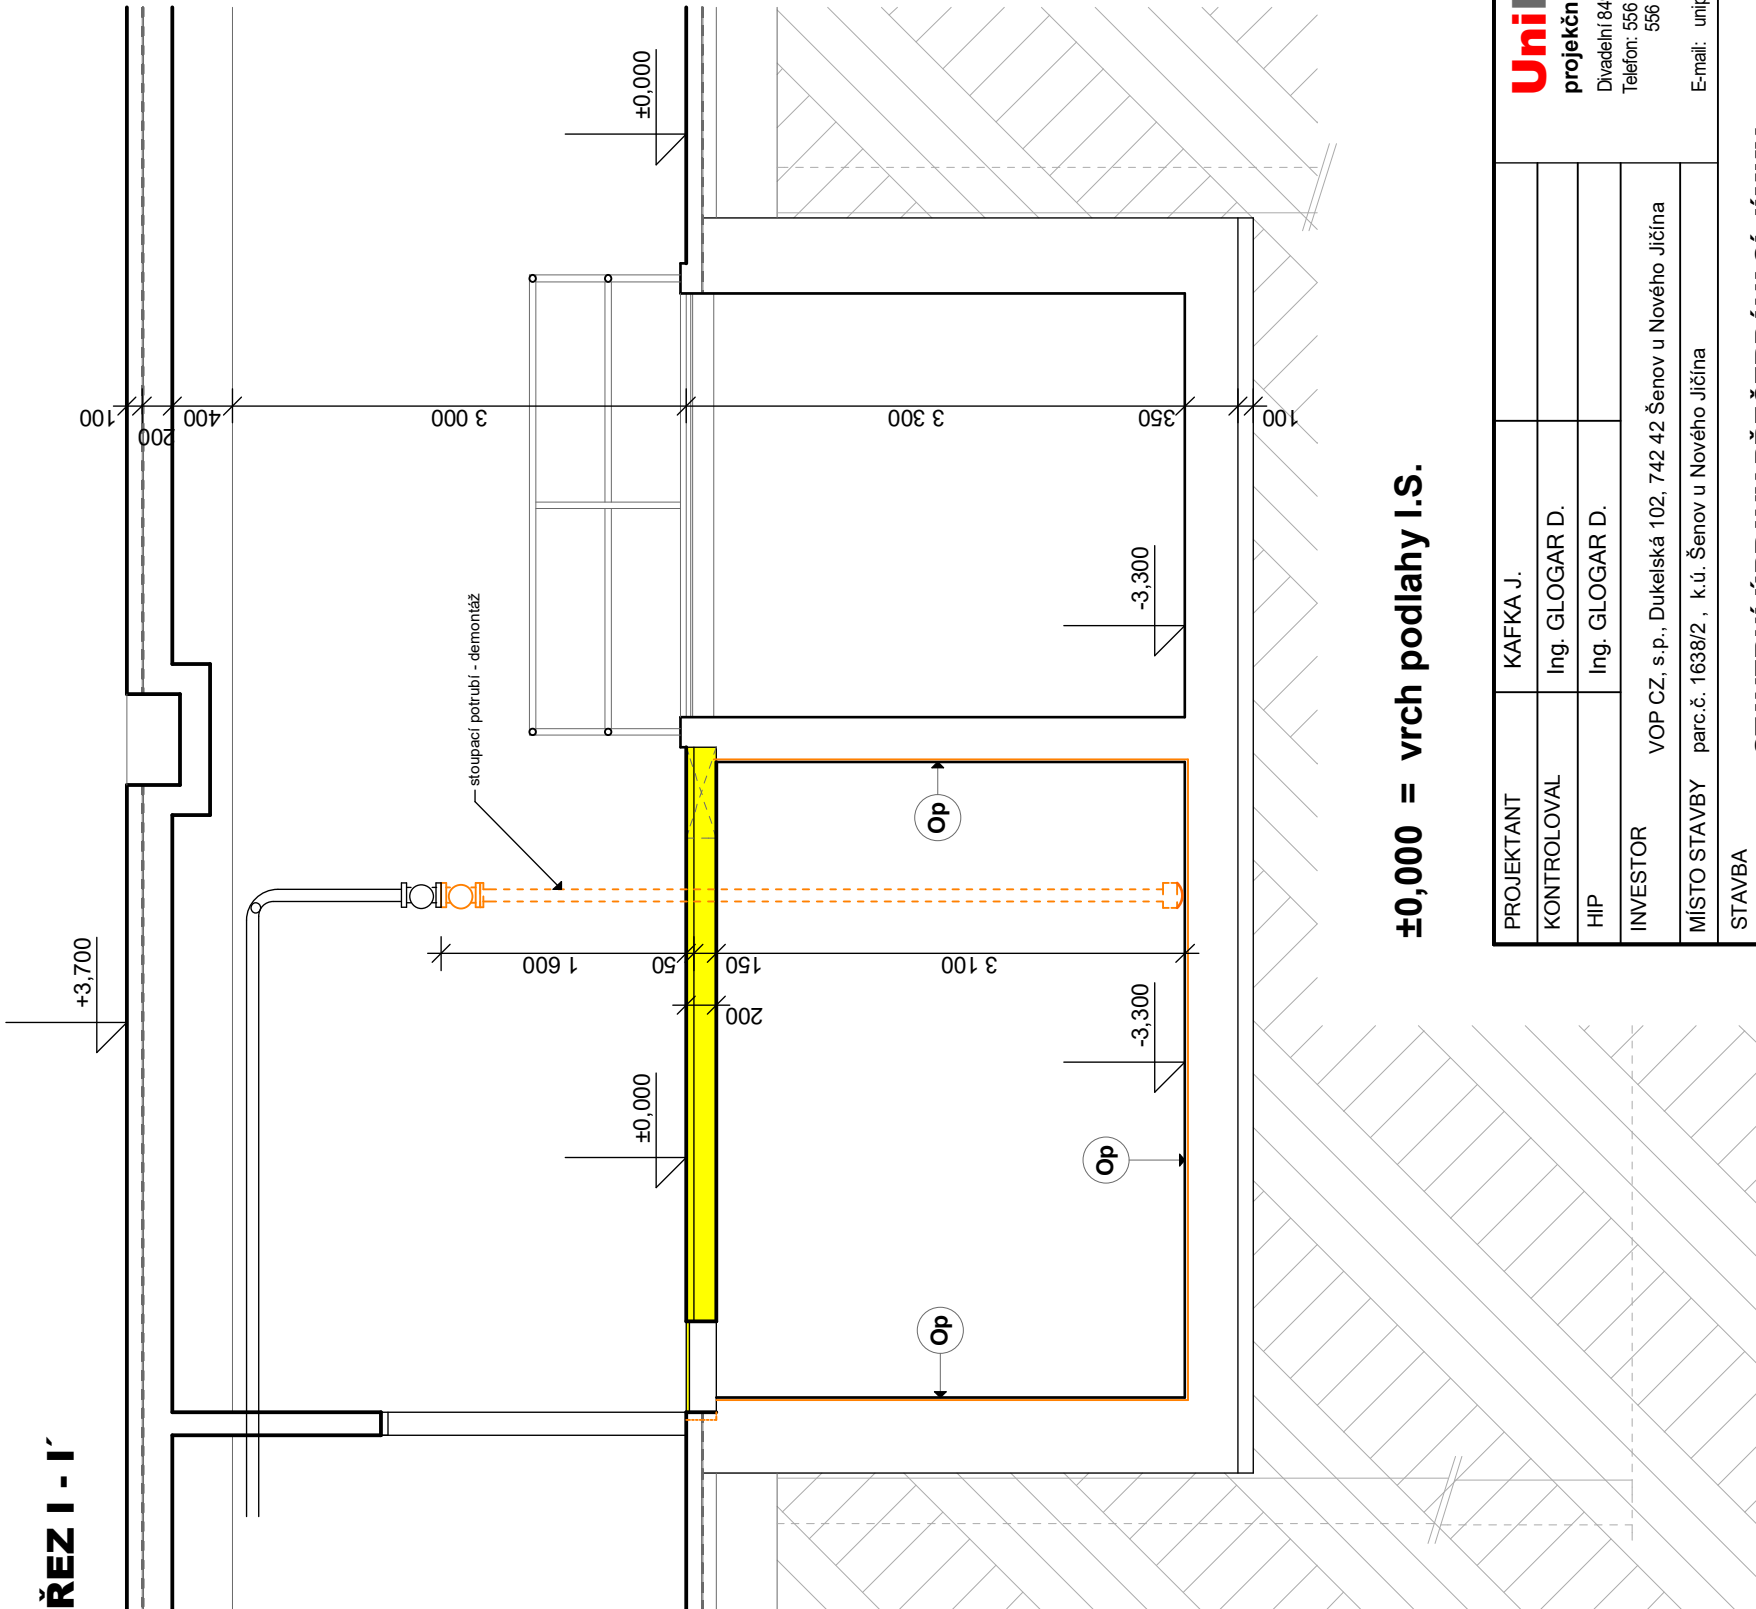 ŘEZ I - I´
+3,700
±0,000
±0,000
-3,300
-3,300
stoupací potrubí - demontáž
100
200
400
3 000
3 300
350
100
1 600
50
150
3 100
200
Op
Op
Op
±0,000 = vrch podlahy I.S.
PROJEKTANT KAFKA J.
KONTROLOVAL Ing. GLOGAR D.
HIP Ing. GLOGAR D.
INVESTOR VOP CZ, s.p., Dukelská 102, 742 42 Šenov u Nového Jičína
MÍSTO STAVBY parc.č. 1638/2 , k.ú. Šenov u Nového Jičína
STAVBA
Uni
projekčn
Divadelní 84
Telefon: 556
556
E-mail: unip